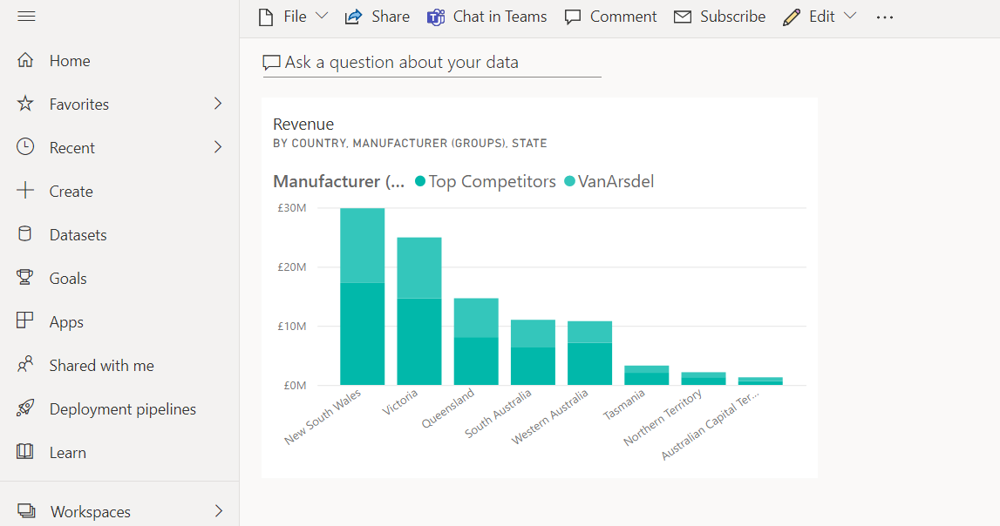 Home
Favorites
Recent
Create
Datasets
Goals
Apps
Shared with me
Deployment pipelines
Learn
Workspaces
File Share Chat in Teams Comment Subscribe Edit ...
Ask a question about your data
Revenue
BY COUNTRY, MANUFACTURER (GROUPS), STATE
Manufacturer (... Top Competitors VanArsdel
£30M
£20M
£10M
£0M
New South Wales
Victoria
Queensland
South Australia
Western Australia
Tasmania
Northern Territory
Australian Capital Ter...